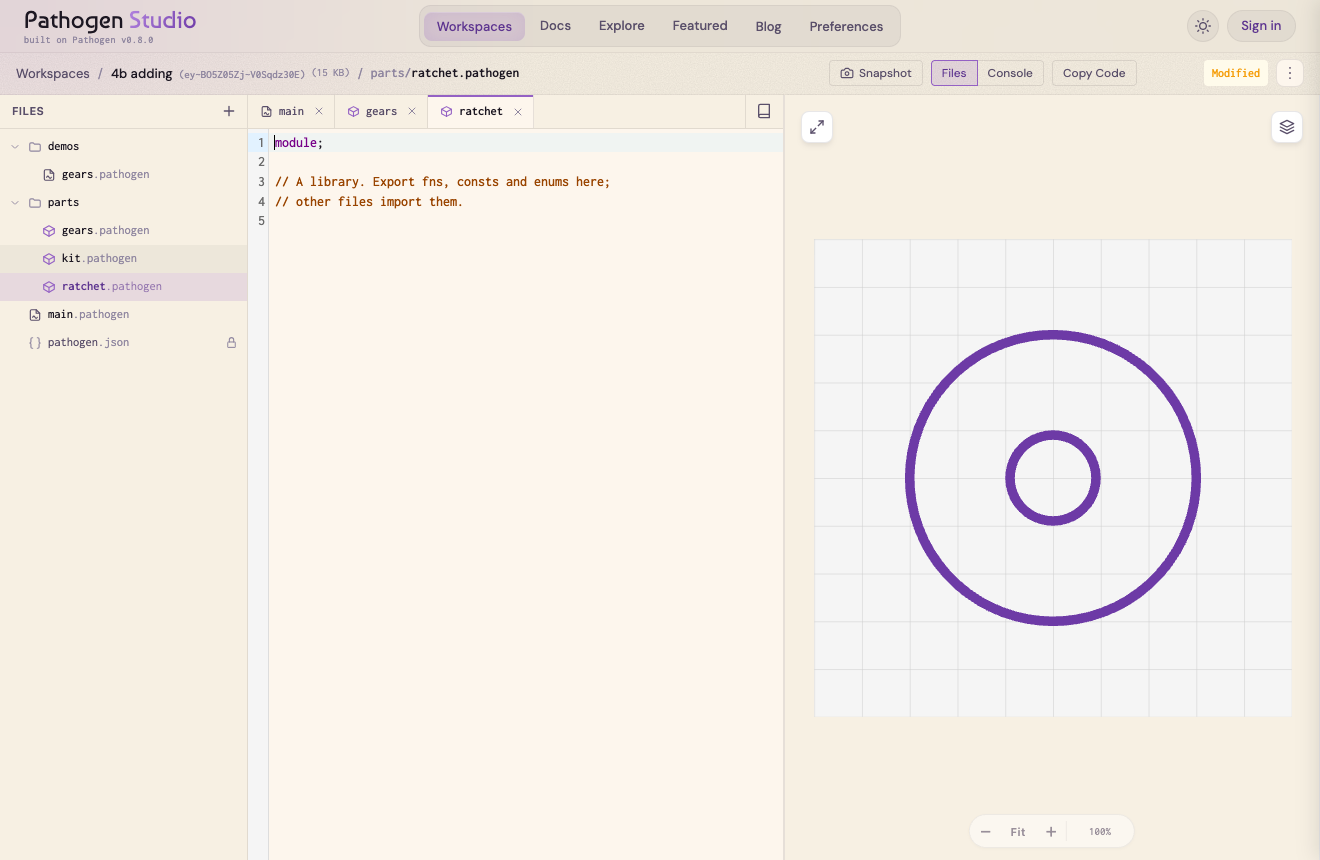 Pathogen Studio
built on Pathogen v0.8.0
Workspaces Docs Explore Featured Blog Preferences
Sign in
Workspaces / 4b adding (ey-BO5Z05Zj-V0Sqdz30E) (15 KB) / parts/ratchet.pathogen
Snapshot Files Console Copy Code Modified
FILES
main gears ratchet
demos
gears.pathogen
parts
gears.pathogen
kit.pathogen
ratchet.pathogen
main.pathogen
{} pathogen.json
1 module;
2
3 // A library. Export fns, consts and enums here;
4 // other files import them.
5
Fit 100%